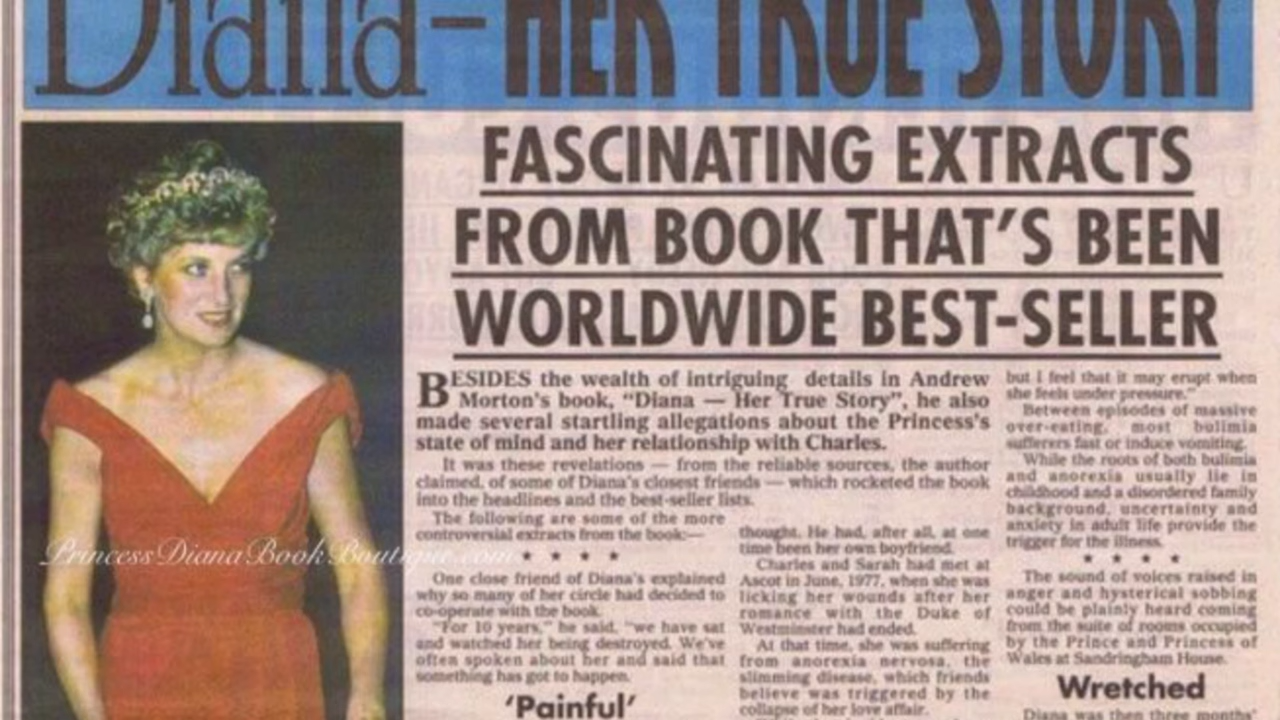 Diana – HER TRUE STORY
FASCINATING EXTRACTS
FROM BOOK THAT'S BEEN
WORLDWIDE BEST-SELLER
BESIDES the wealth of intriguing details in Andrew
Morton's book, "Diana — Her True Story", he also
made several startling allegations about the Princess's
state of mind and her relationship with Charles.
It was these revelations — from the reliable sources, the author
claimed, of some of Diana's closest friends — which rocketed the book
into the headlines and the best-seller lists.
The following are some of the more
controversial extracts from the book:—
* * * *
One close friend of Diana's explained
why so many of her circle had decided to
co-operate with the book.
"For 10 years," he said, "we have sat
and watched her being destroyed. We've
often spoken about her and said that
something has got to happen.
'Painful'
thought. He had, after all, at one
time been her own boyfriend.
Charles and Sarah had met at
Ascot in June, 1977, when she was
licking her wounds after her
romance with the Duke of
Westminster had ended.
At that time, she was suffering
from anorexia nervosa, the
slimming disease, which friends
believe was triggered by the
collapse of her love affair.
but I feel that it may erupt when
she feels under pressure."
Between episodes of massive
over-eating, most bulimia
sufferers fast or induce vomiting.
While the roots of both bulimia
and anorexia usually lie in
childhood and a disordered family
background, uncertainty and
anxiety in adult life provide the
trigger for the illness.
* * * *
The sound of voices raised in
anger and hysterical sobbing
could be plainly heard coming
from the suite of rooms occupied
by the Prince and Princess of
Wales at Sandringham House.
Wretched
Diana was then three months'
PrincessDianaBookBoutique.com